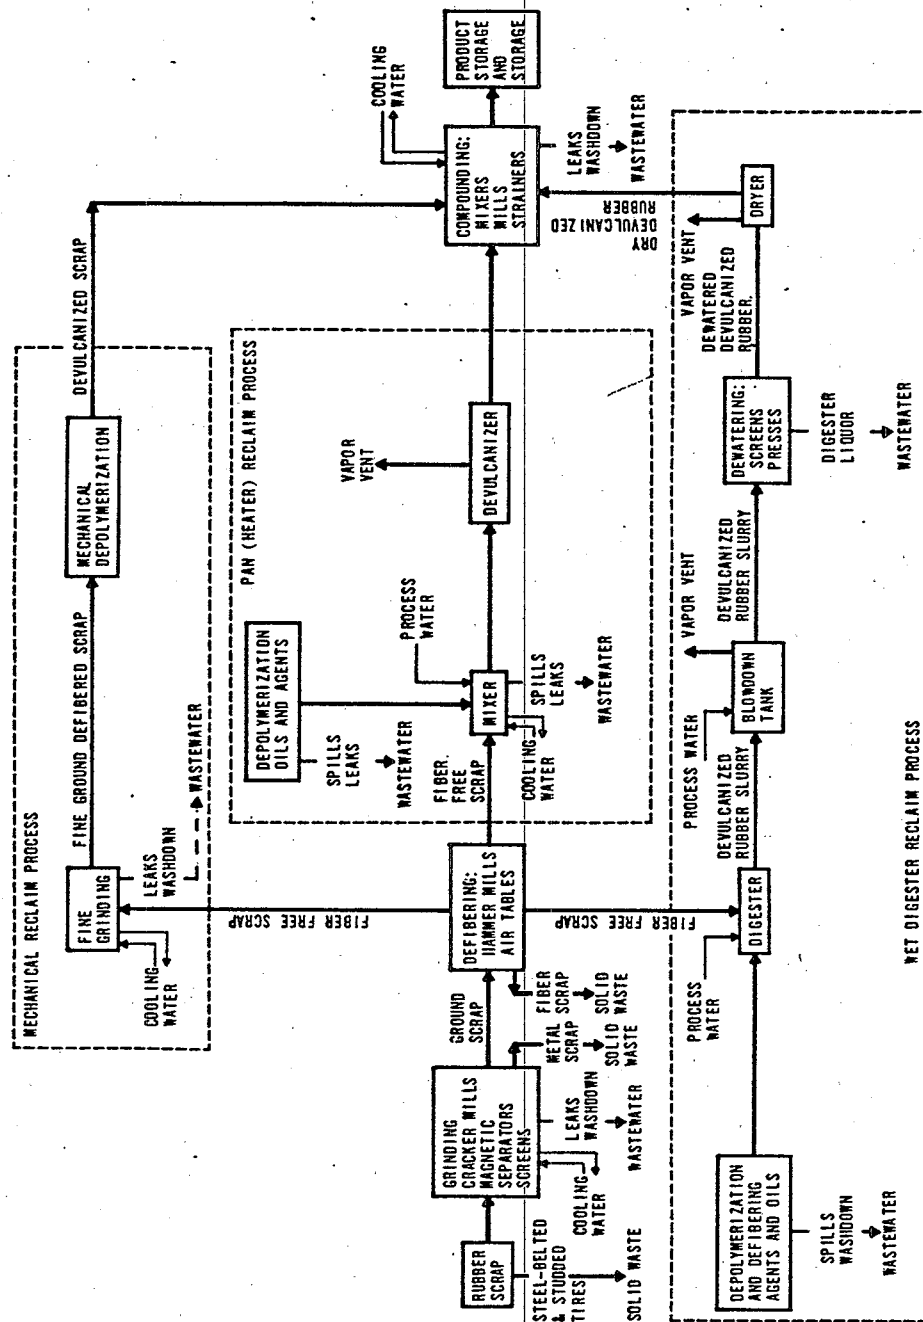 MECHANICAL RECLAIM PROCESS
FINE
GRINDING
COOLING
WATER
LEAKS
WASHDOWN
WASTEWATER
FINE GROUND DEFIBERED SCRAP
MECHANICAL
DEPOLYMERIZATION
DEVULCANIZED SCRAP
FIBER FREE SCRAP
PAN (HEATER) RECLAIM PROCESS
DEPOLYMERIZATION
OILS AND AGENTS
SPILLS
LEAKS
WASTEWATER
PROCESS
WATER
VAPOR
VENT
RUBBER
SCRAP
STEEL-BELTED
& STUDDED
TIRES
SOLID WASTE
GRINDING
CRACKER MILLS
MAGNETIC
SEPARATORS
SCREENS
COOLING
WATER
LEAKS
WASHDOWN
WASTEWATER
METAL
SCRAP
SOLID
WASTE
GROUND
SCRAP
DEFIBERING:
HAMMER MILLS
AIR TABLES
FIBER
SCRAP
SOLID
WASTE
FIBER
FREE
SCRAP
MIXER
COOLING
WATER
SPILLS
LEAKS
WASTEWATER
DEVULCANIZER
COMPOUNDING:
MIXERS
MILLS
STRAINERS
COOLING
WATER
LEAKS
WASHDOWN
WASTEWATER
PRODUCT
STORAGE
AND
STORAGE
FIBER FREE SCRAP
DRY
DEVULCANIZED
RUBBER
DEPOLYMERIZATION
AND DEFIBERING
AGENTS AND OILS
SPILLS
WASHDOWN
WASTEWATER
PROCESS
WATER
DIGESTER
DEVULCANIZED
RUBBER SLURRY
PROCESS WATER
BLOWDOWN
TANK
VAPOR VENT
DEVULCANIZED
RUBBER SLURRY
DEWATERING:
SCREENS
PRESSES
DIGESTER
LIQUOR
WASTEWATER
DEWATERED
DEVULCANIZED
RUBBER.
VAPOR VENT
DRYER
WET DIGESTER RECLAIM PROCESS